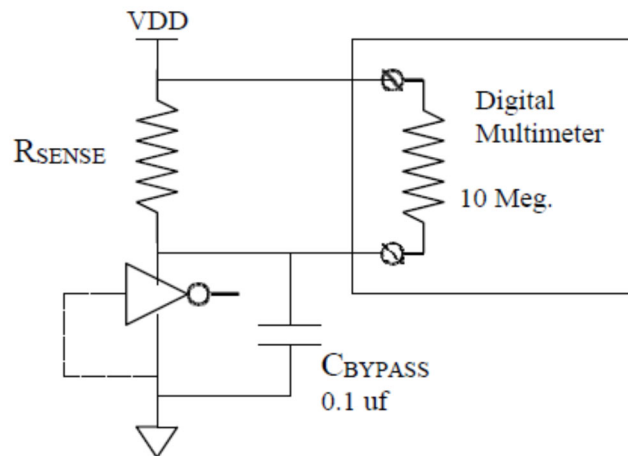 VDD
RSENSE
Digital
Multimeter
10 Meg.
CBYPASS
0.1 uf